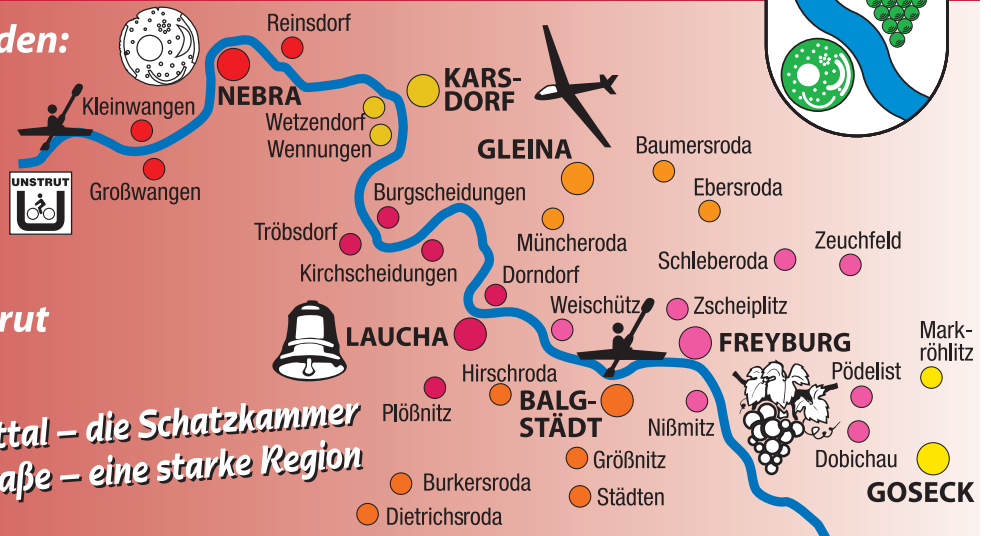 den:
Reinsdorf
NEBRA
KARS-
DORF
Kleinwangen
Wetzendorf
Wennungen
GLEINA
Baumersroda
Großwangen
UNSTRUT
Ebersroda
Burgscheidungen
Tröbsdorf
Müncheroda
Kirchscheidungen
Schleberoda
Zeuchfeld
Dorndorf
Weischütz
Zscheiplitz
rut
LAUCHA
FREYBURG
Mark-
röhlitz
Hirschroda
Pödelist
Plößnitz
BALG-
STÄDT
Nißmitz
ttal – die Schatzkammer
aße – eine starke Region
Größnitz
Dobichau
Burkersroda
Städten
GOSECK
Dietrichsroda